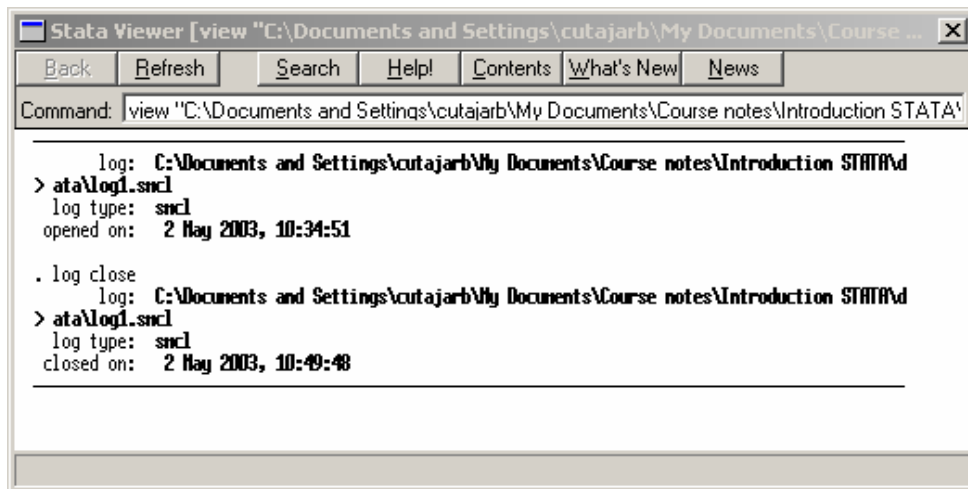 Stata Viewer [view "C:\Documents and Settings\cutajarb\My Documents\Course ...
Back Refresh Search Help! Contents What's New News
Command: view "C:\Documents and Settings\cutajarb\My Documents\Course notes\Introduction STATA\
log: C:\Documents and Settings\cutajarb\My Documents\Course notes\Introduction STATA\d
> ata\log1.smcl
log type: smcl
opened on: 2 May 2003, 10:34:51
. log close
log: C:\Documents and Settings\cutajarb\My Documents\Course notes\Introduction STATA\d
> ata\log1.smcl
log type: smcl
closed on: 2 May 2003, 10:49:48